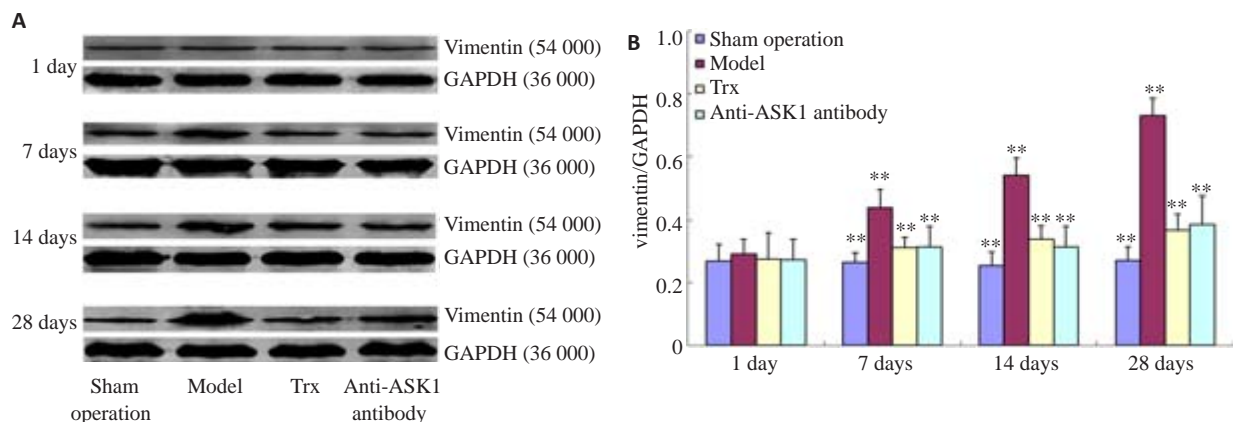 A
1 day
Vimentin (54 000)
GAPDH (36 000)
7 days
Vimentin (54 000)
GAPDH (36 000)
14 days
Vimentin (54 000)
GAPDH (36 000)
28 days
Vimentin (54 000)
GAPDH (36 000)
Sham operation
Model
Trx
Anti-ASK1 antibody
B
vimentin/GAPDH
1.0
0.8
0.6
0.4
0.2
0
Sham operation
Model
Trx
Anti-ASK1 antibody
** ** ** **
** ** ** **
** ** ** **
1 day
7 days
14 days
28 days